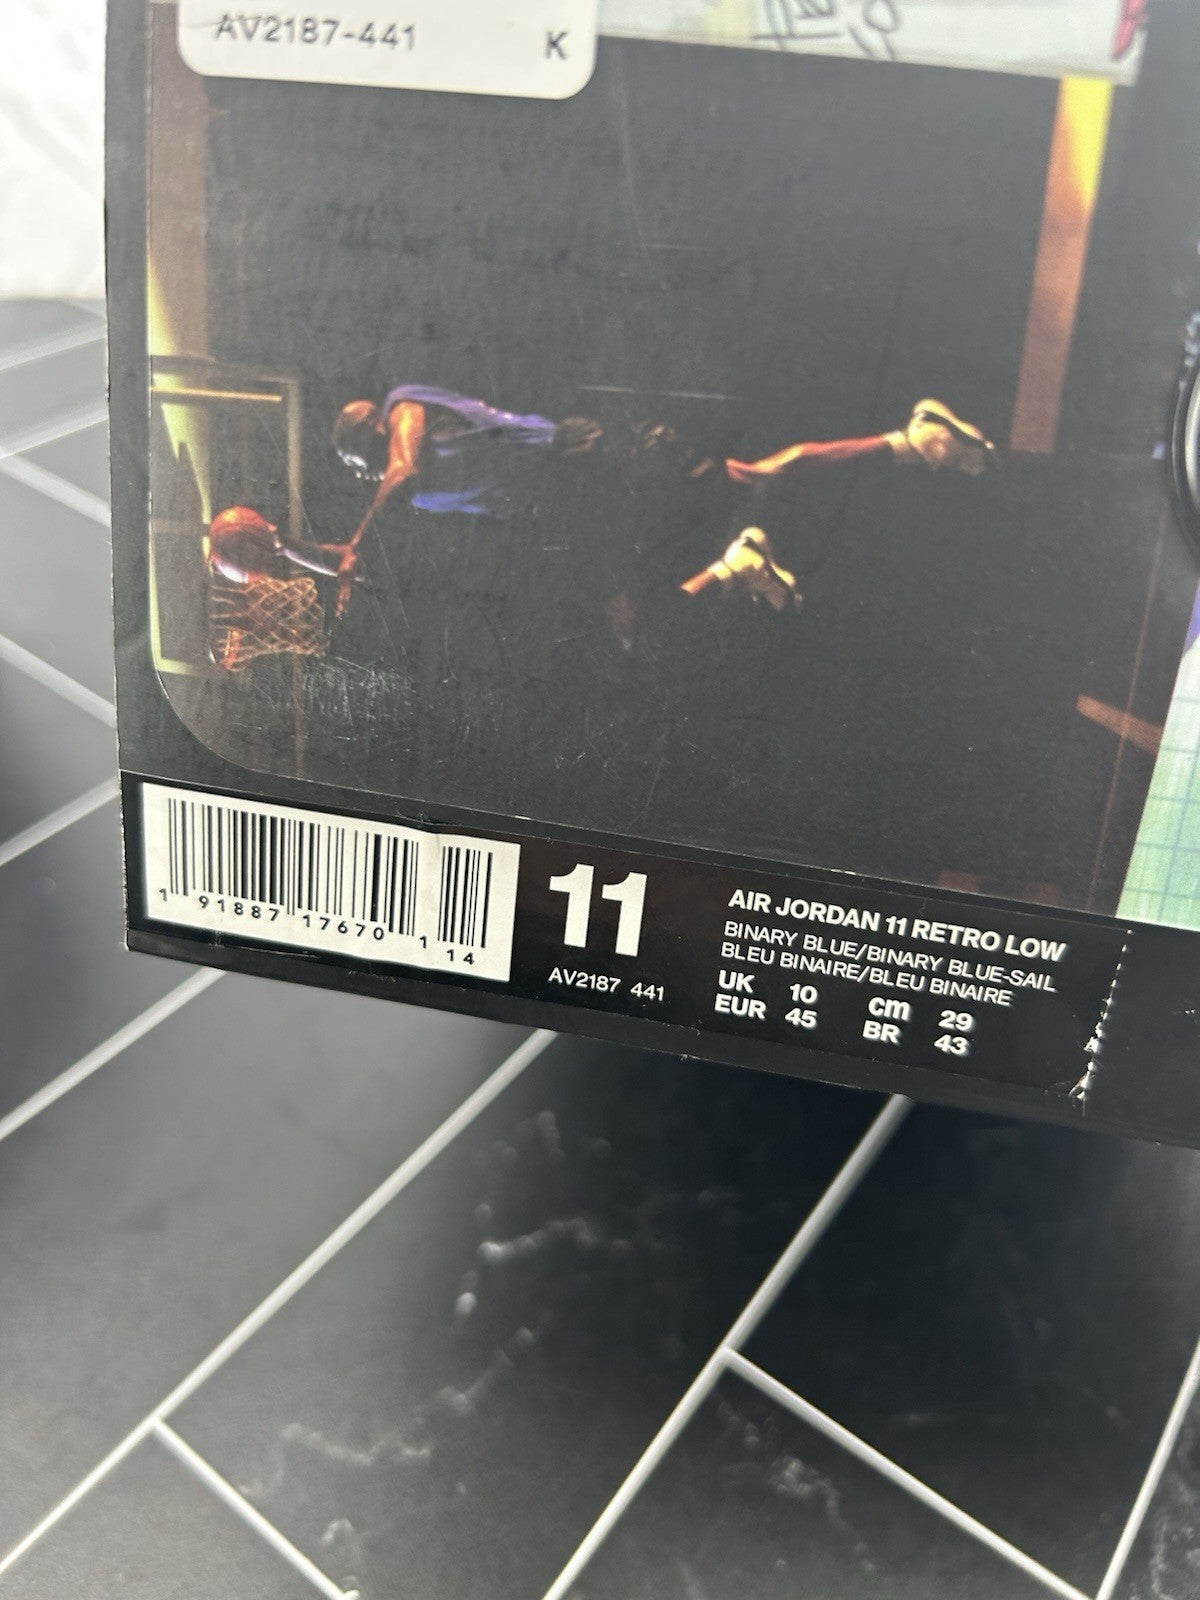 AV2187-441 K
1 91887 17670 1 14
11
AV2187 441
AIR JORDAN 11 RETRO LOW
BINARY BLUE/BINARY BLUE-SAIL
BLEU BINAIRE/BLEU BINAIRE
UK 10 cm 29
EUR 45 BR 43